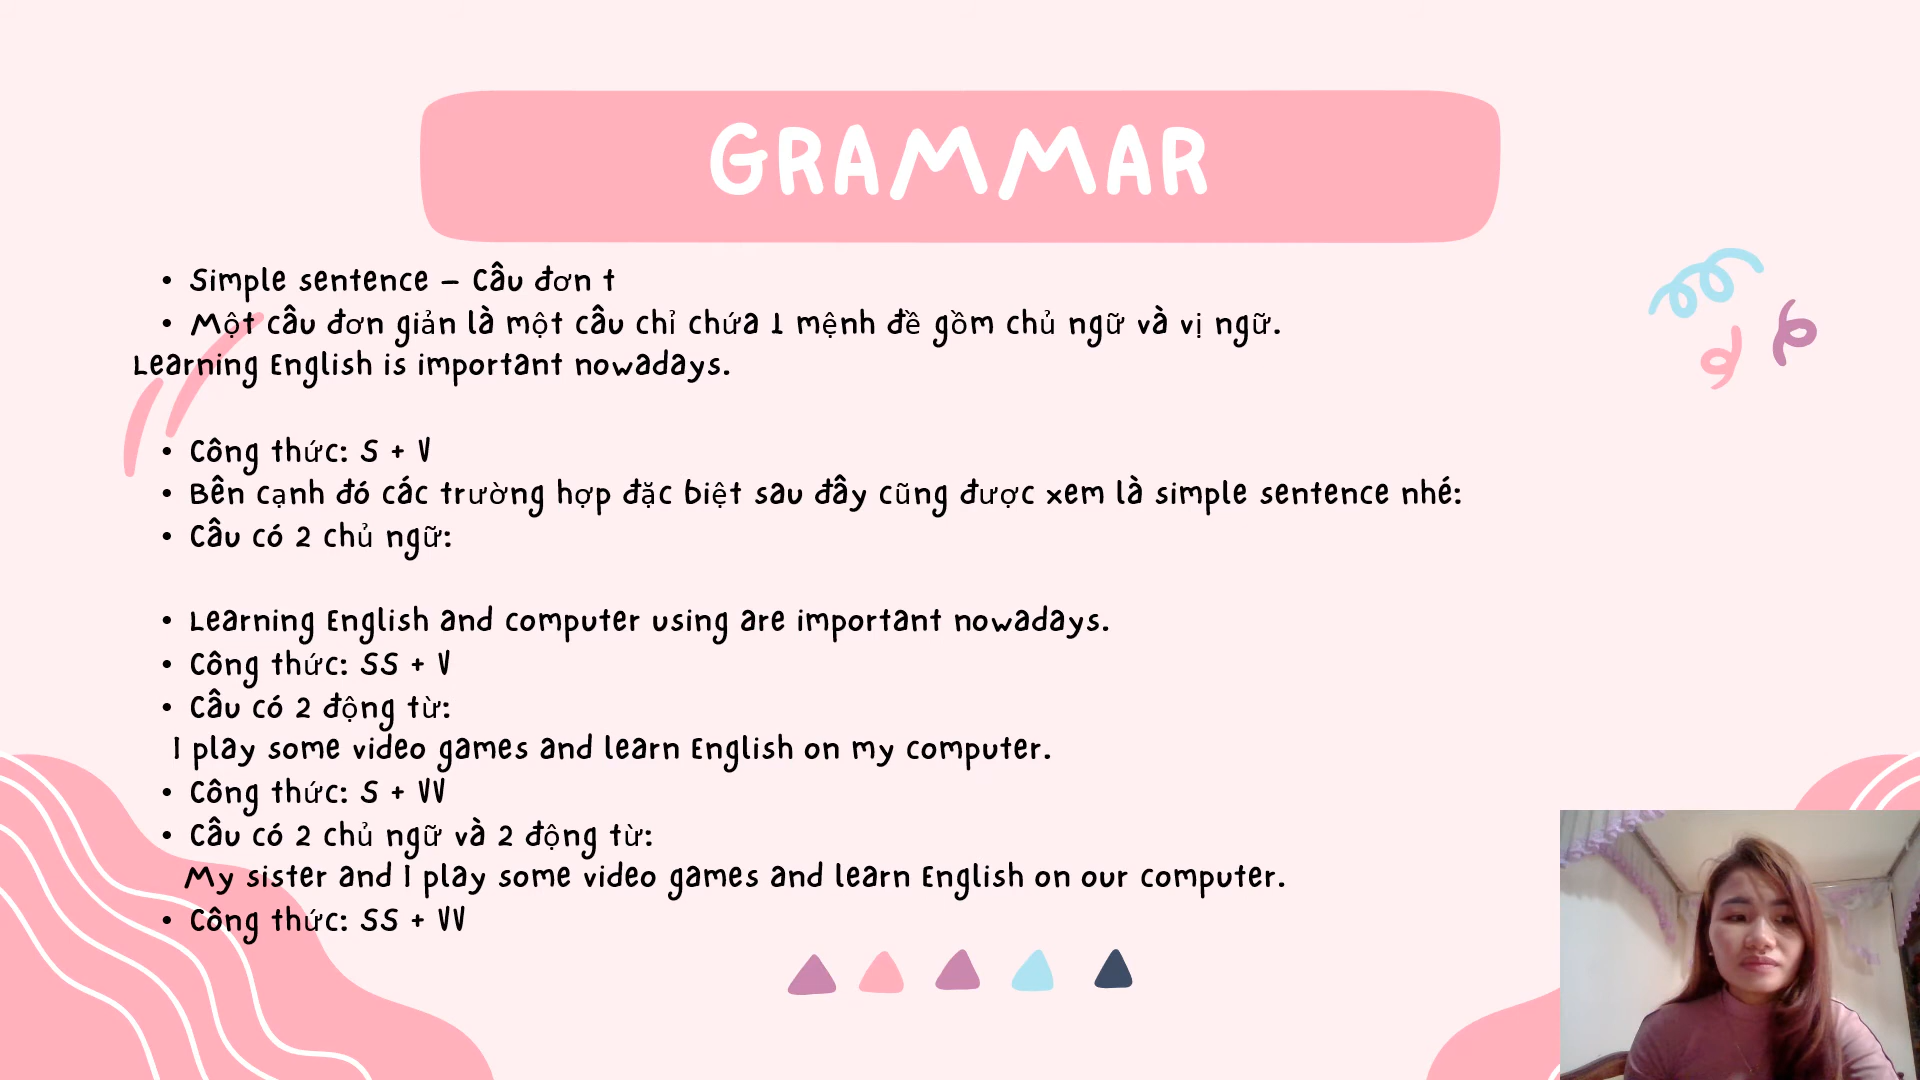 GRAMMAR
• Simple sentence – Câu đơn t
• Một câu đơn giản là một câu chỉ chứa 1 mệnh đề gồm chủ ngữ và vị ngữ.
Learning English is important nowadays.
• Công thức: S + V
• Bên cạnh đó các trường hợp đặc biệt sau đây cũng được xem là simple sentence nhé:
• Câu có 2 chủ ngữ:
• Learning English and computer using are important nowadays.
• Công thức: SS + V
• Câu có 2 động từ:
I play some video games and learn English on my computer.
• Công thức: S + VV
• Câu có 2 chủ ngữ và 2 động từ:
My sister and I play some video games and learn English on our computer.
• Công thức: SS + VV